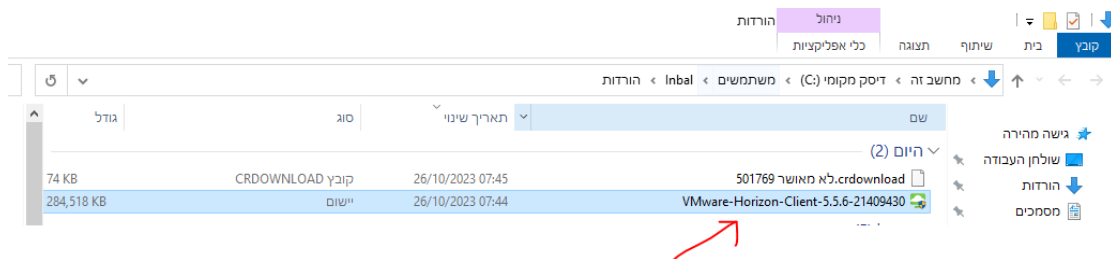 ניהול הורדות
קובץ בית שיתוף תצוגה כלי אפליקציות
מחשב זה > דיסק מקומי (C:) > משתמשים > Inbal > הורדות
שם תאריך שינוי סוג גודל
גישה מהירה
היום (2)
שולחן העבודה
לא מאושר 501769.crdownload 26/10/2023 07:45 קובץ CRDOWNLOAD 74 KB
הורדות
VMware-Horizon-Client-5.5.6-21409430 26/10/2023 07:44 יישום 284,518 KB
מסמכים